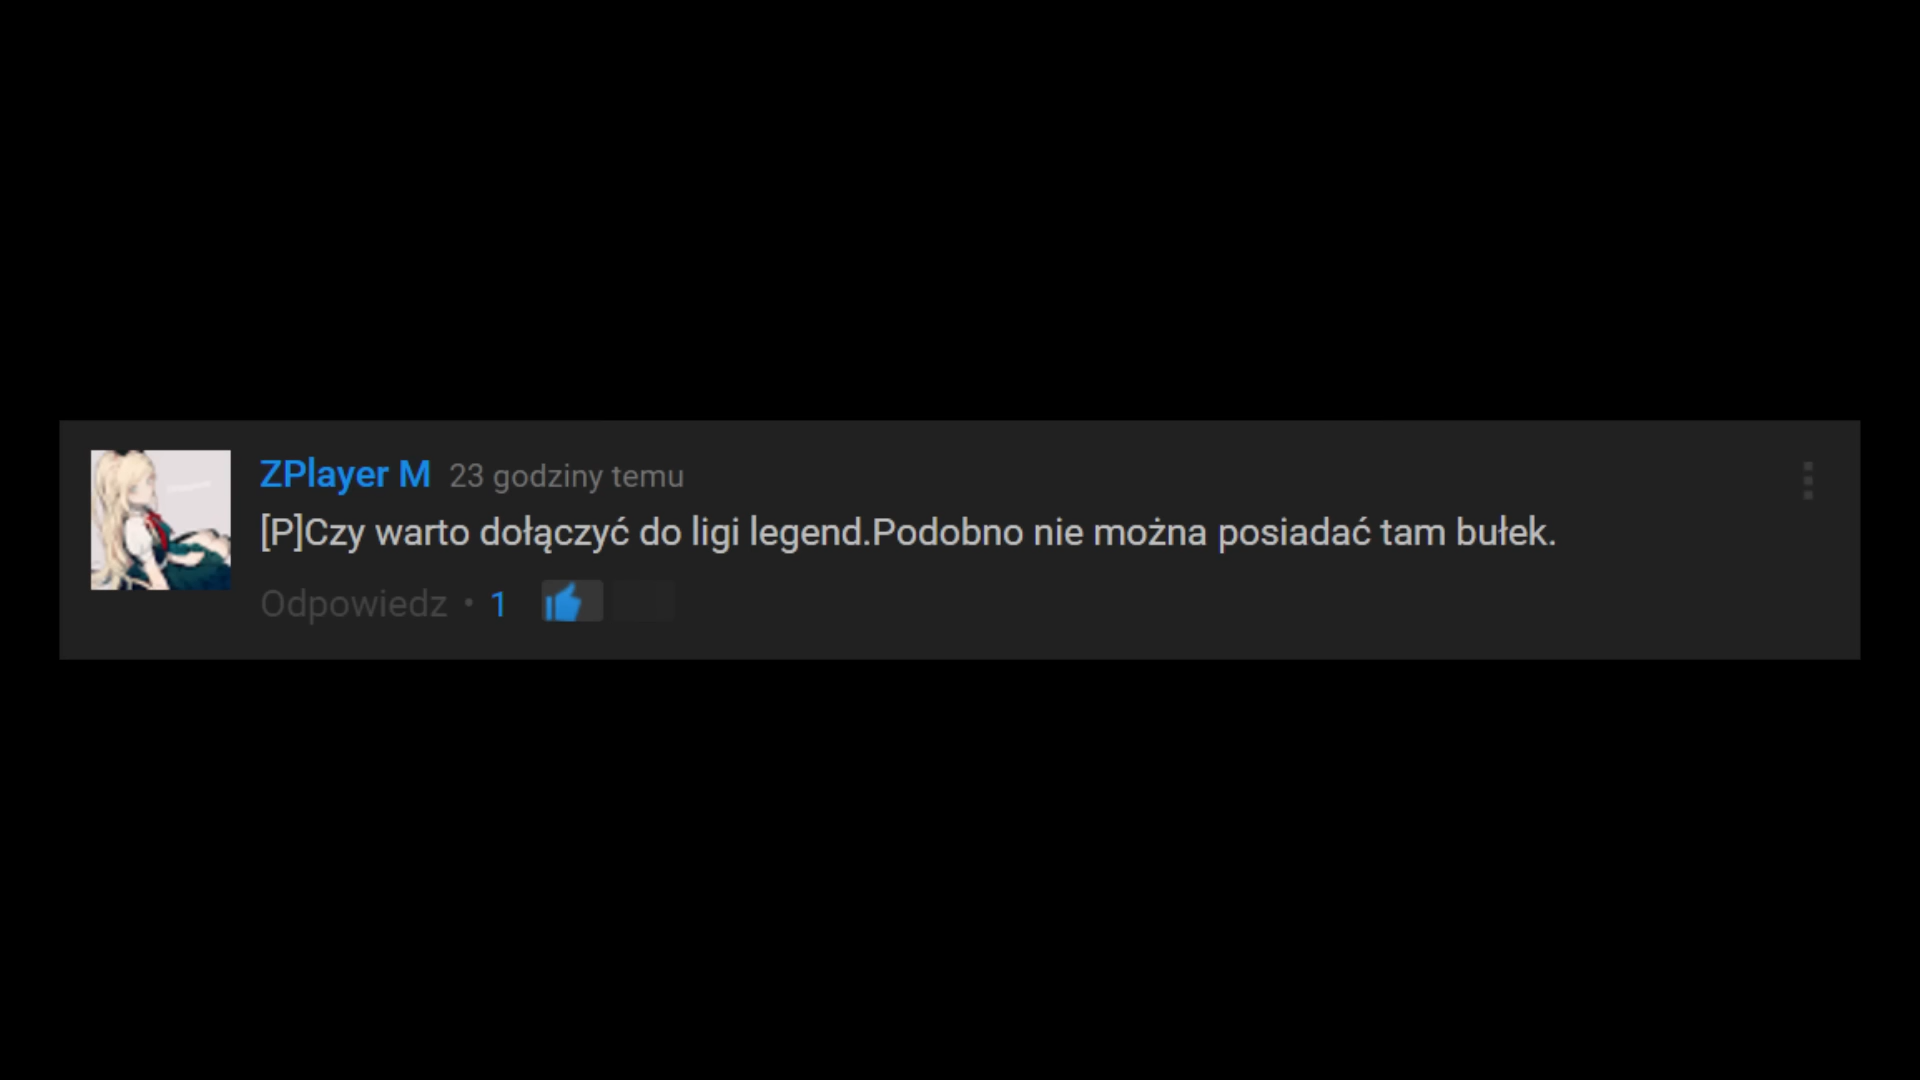 ZPlayer M 23 godziny temu
[P]Czy warto dołączyć do ligi legend.Podobno nie można posiadać tam bułek.
Odpowiedz • 1